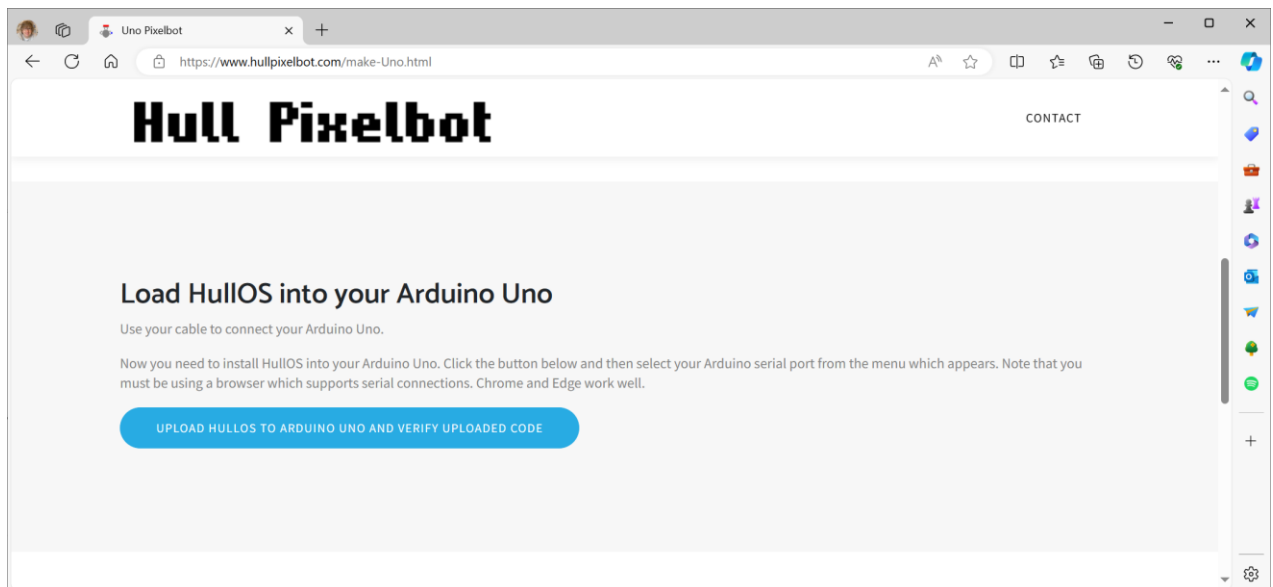 Uno Pixelbot
https://www.hullpixelbot.com/make-Uno.html
Hull Pixelbot
CONTACT
Load HullOS into your Arduino Uno
Use your cable to connect your Arduino Uno.
Now you need to install HullOS into your Arduino Uno. Click the button below and then select your Arduino serial port from the menu which appears. Note that you
must be using a browser which supports serial connections. Chrome and Edge work well.
UPLOAD HULLOS TO ARDUINO UNO AND VERIFY UPLOADED CODE